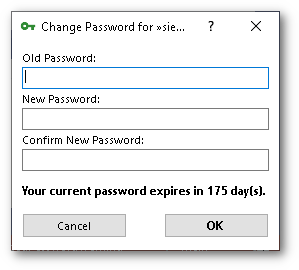 Change Password for »sie...
Old Password:
New Password:
Confirm New Password:
Your current password expires in 175 day(s).
Cancel
OK